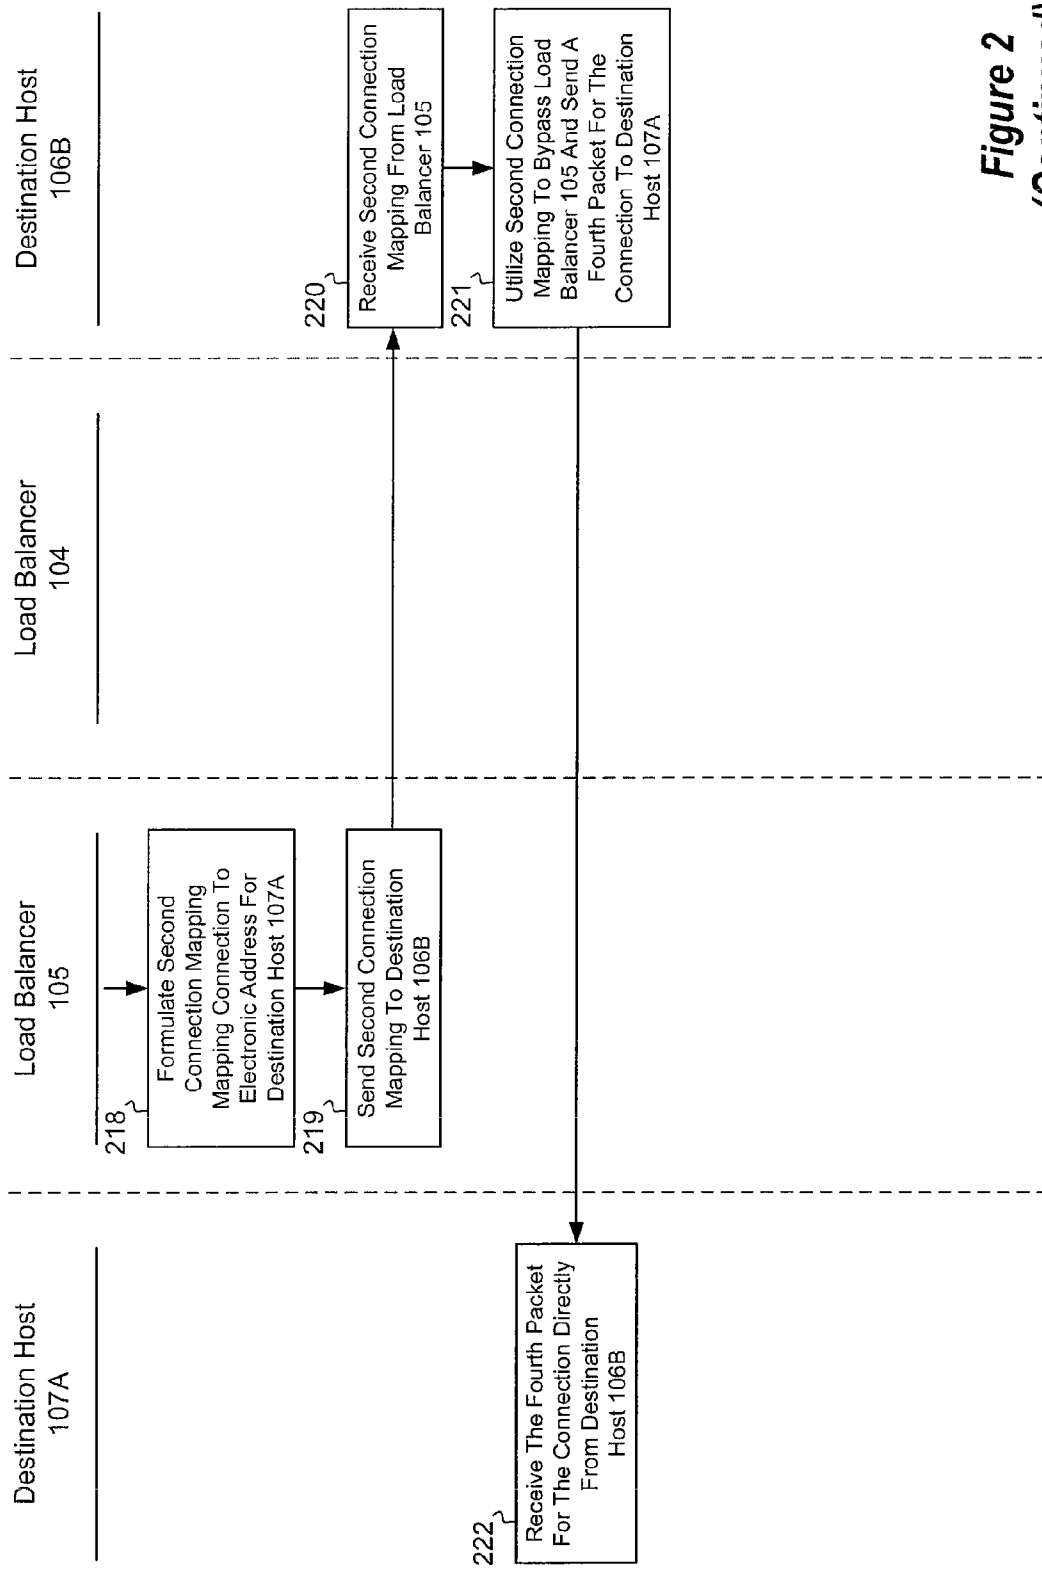 Destination Host
107A
Load Balancer
105
Load Balancer
104
Destination Host
106B
218
Formulate Second
Connection Mapping
Mapping Connection To
Electronic Address For
Destination Host 107A
219
Send Second Connection
Mapping To Destination
Host 106B
220
Receive Second Connection
Mapping From Load
Balancer 105
221
Utilize Second Connection
Mapping To Bypass Load
Balancer 105 And Send A
Fourth Packet For The
Connection To Destination
Host 107A
222
Receive The Fourth Packet
For The Connection Directly
From Destination
Host 106B
Figure 2
(Continued)